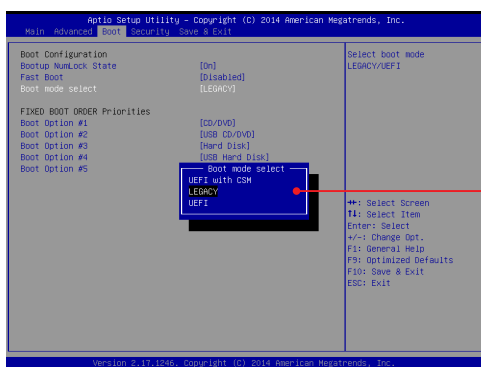 Aptio Setup Utility – Copyright (C) 2014 American Megatrends, Inc.
Main Advanced Boot Security Save & Exit
Boot Configuration
Bootup NumLock State [On]
Fast Boot [Disabled]
Boot mode select [LEGACY]
FIXED BOOT ORDER Priorities
Boot Option #1 [CD/DVD]
Boot Option #2 [USB CD/DVD]
Boot Option #3 [Hard Disk]
Boot Option #4 [USB Hard Disk]
Boot Option #5
Boot mode select
UEFI with CSM
LEGACY
UEFI
Select boot mode
LEGACY/UEFI
→←: Select Screen
↑↓: Select Item
Enter: Select
+/-: Change Opt.
F1: General Help
F9: Optimized Defaults
F10: Save & Exit
ESC: Exit
Version 2.17.1246. Copyright (C) 2014 American Megatrends, Inc.